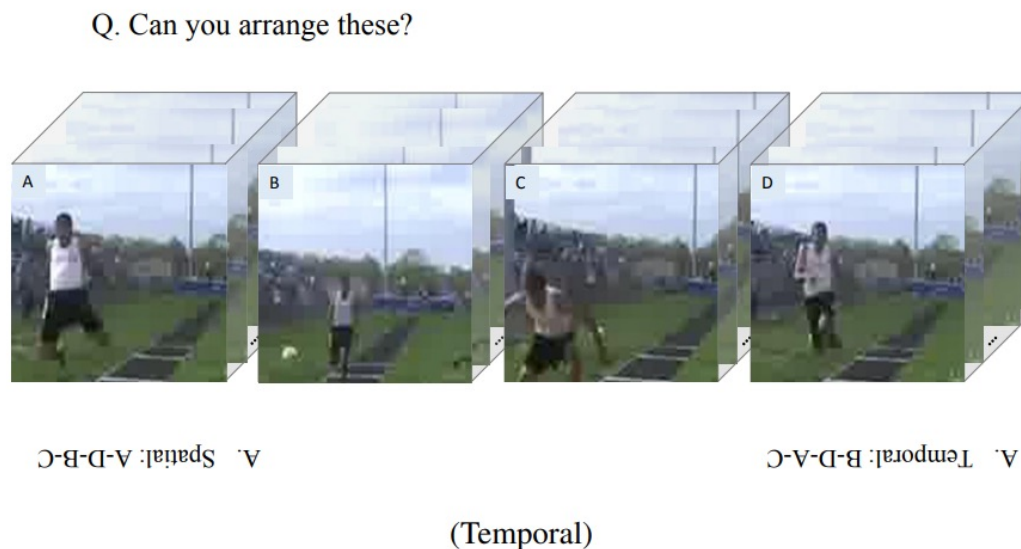 Q. Can you arrange these?
A
B
C
D
A. Spatial: A-D-B-C
A. Temporal: B-D-A-C
(Temporal)